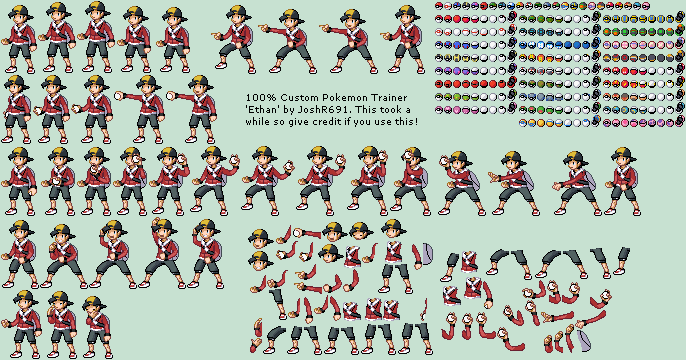 100% Custom Pokemon Trainer
'Ethan' by JoshR691. This took a
while so give credit if you use this!